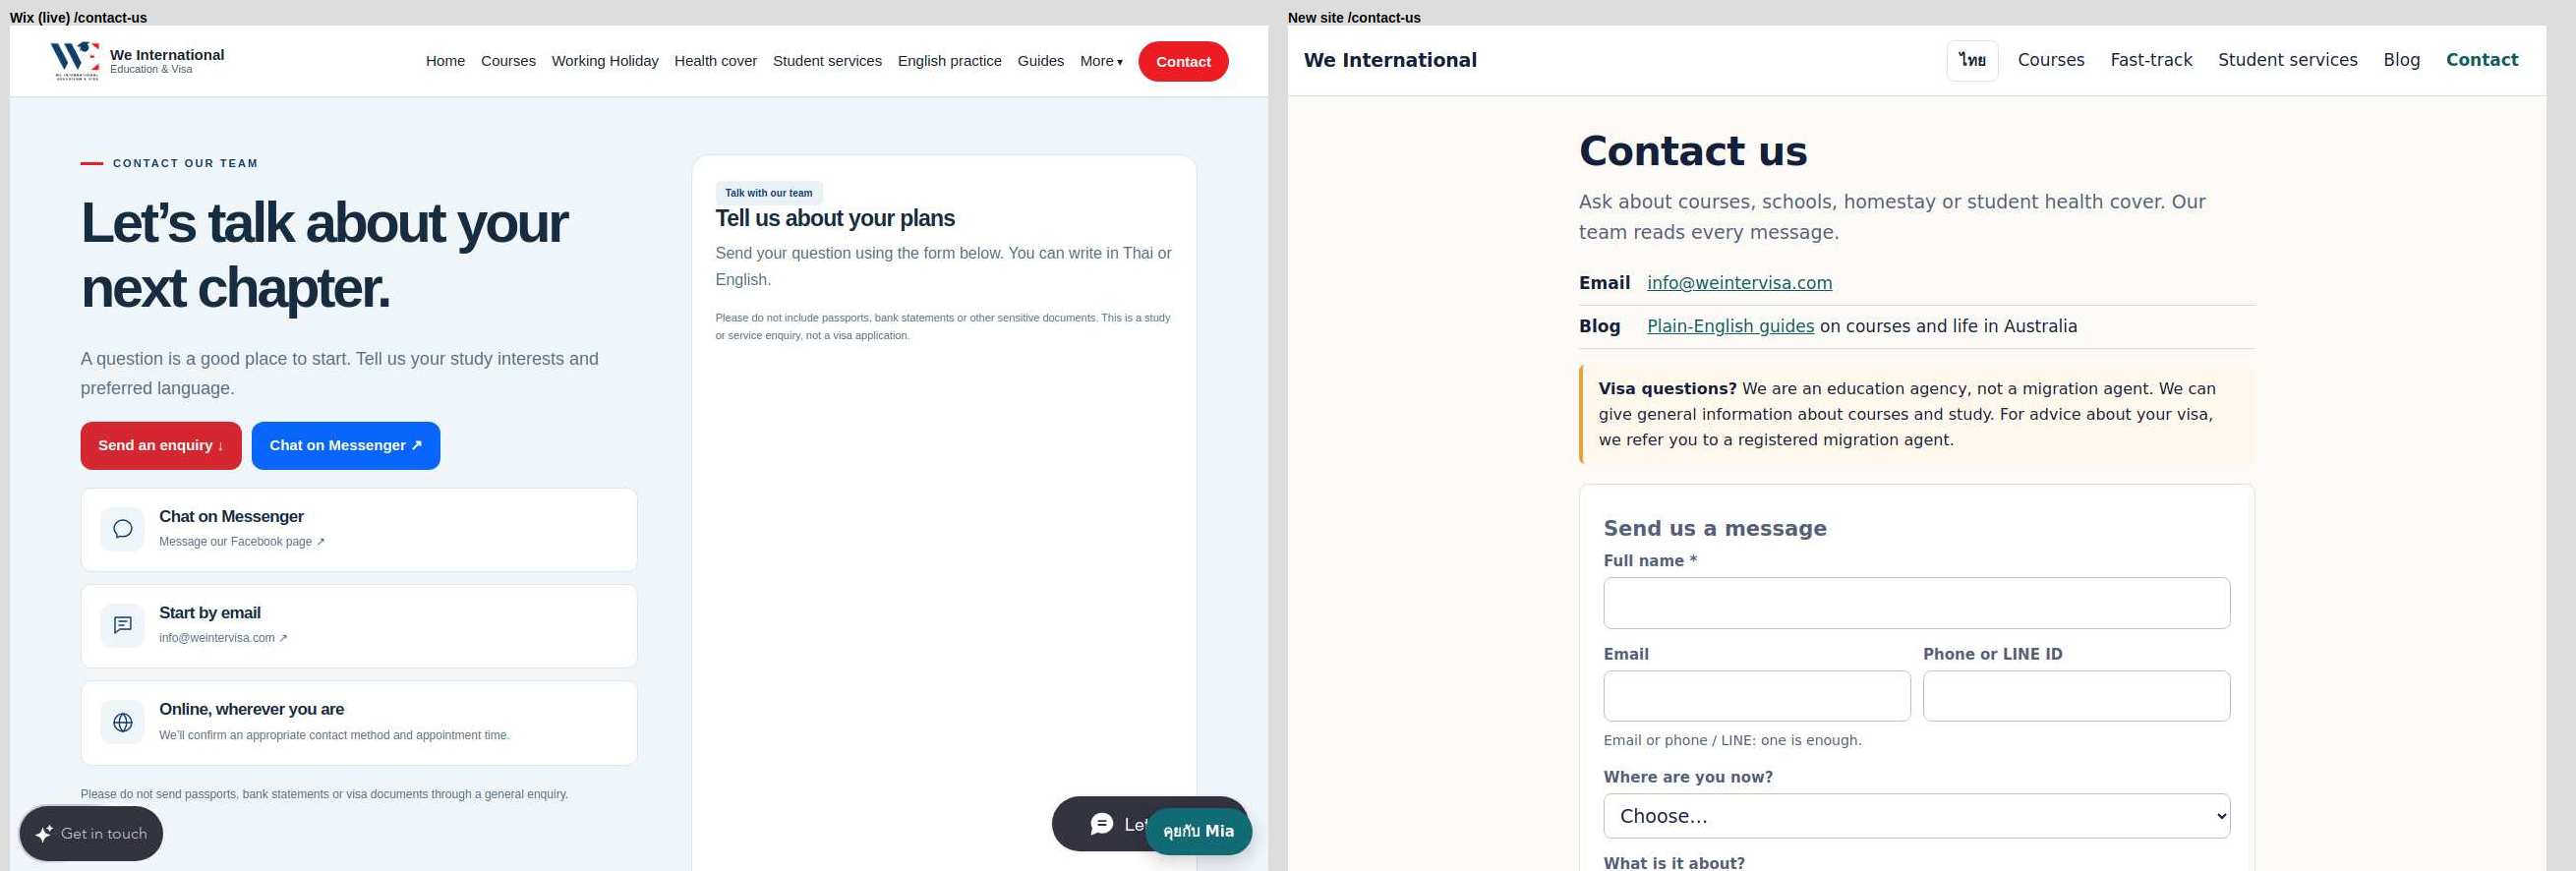 Wix (live) /contact-us
We International
Education & Visa
Home Courses Working Holiday Health cover Student services English practice Guides More ▾ Contact
CONTACT OUR TEAM
Let’s talk about your
next chapter.
A question is a good place to start. Tell us your study interests and
preferred language.
Send an enquiry ↓ Chat on Messenger ↗
Chat on Messenger
Message our Facebook page ↗
Start by email
info@weintervisa.com ↗
Online, wherever you are
We’ll confirm an appropriate contact method and appointment time.
Please do not send passports, bank statements or visa documents through a general enquiry.
Get in touch
Talk with our team
Tell us about your plans
Send your question using the form below. You can write in Thai or
English.
Please do not include passports, bank statements or other sensitive documents. This is a study
or service enquiry, not a visa application.
คุยกับ Mia
New site /contact-us
We International
ไทย Courses Fast-track Student services Blog Contact
Contact us
Ask about courses, schools, homestay or student health cover. Our
team reads every message.
Email info@weintervisa.com
Blog Plain-English guides on courses and life in Australia
Visa questions? We are an education agency, not a migration agent. We can
give general information about courses and study. For advice about your visa,
we refer you to a registered migration agent.
Send us a message
Full name *
Email Phone or LINE ID
Email or phone / LINE: one is enough.
Where are you now?
Choose...
What is it about?